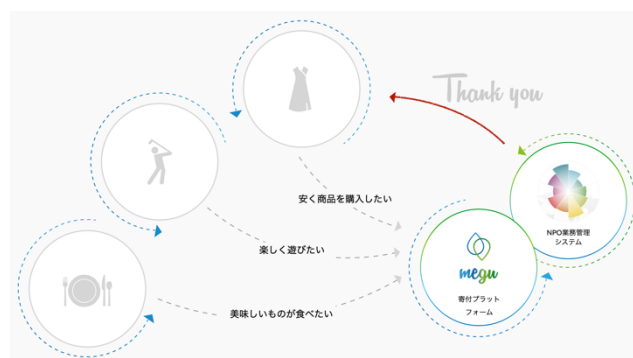 Thank you
安く商品を購入したい
NPO業務管理
システム
楽しく遊びたい
megu
寄付プラット
フォーム
美味しいものが食べたい